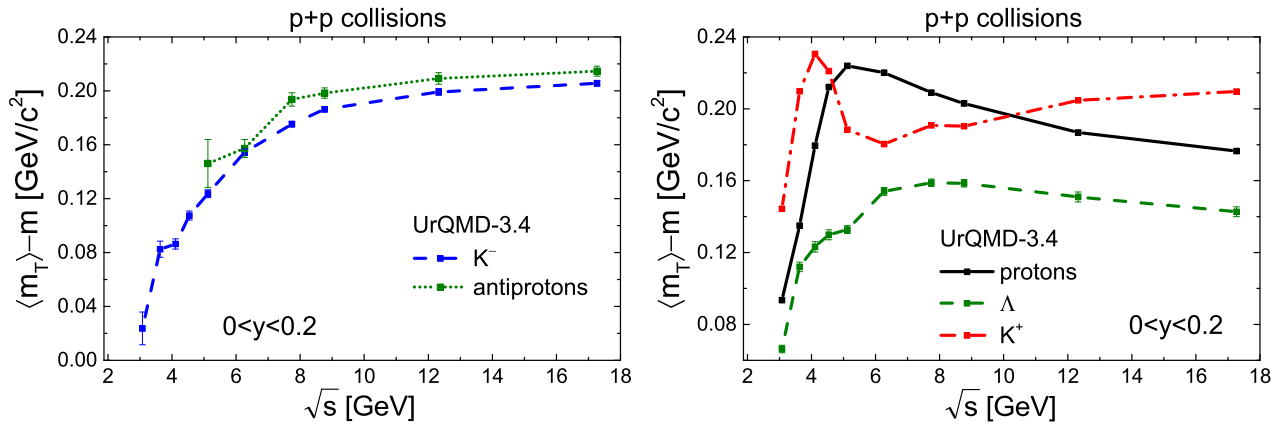 p+p collisions
0.24
0.20
0.16
0.12
0.08
0.04
0.00
⟨m_T⟩−m [GeV/c²]
UrQMD-3.4
K⁻
antiprotons
0<y<0.2
2 4 6 8 10 12 14 16 18
√s [GeV]
p+p collisions
0.24
0.20
0.16
0.12
0.08
⟨m_T⟩−m [GeV/c²]
UrQMD-3.4
protons
Λ
K⁺
0<y<0.2
2 4 6 8 10 12 14 16 18
√s [GeV]